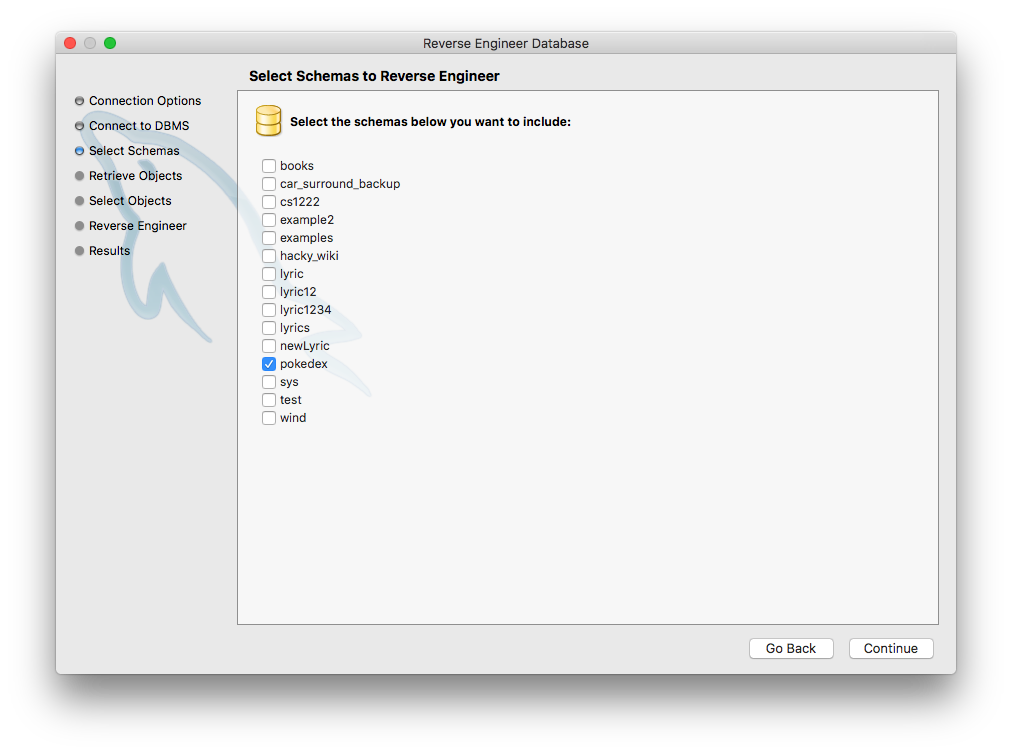 Reverse Engineer Database
Select Schemas to Reverse Engineer
Connection Options
Connect to DBMS
Select Schemas
Retrieve Objects
Select Objects
Reverse Engineer
Results
Select the schemas below you want to include:
books
car_surround_backup
cs1222
example2
examples
hacky_wiki
lyric
lyric12
lyric1234
lyrics
newLyric
pokedex
sys
test
wind
Go Back
Continue